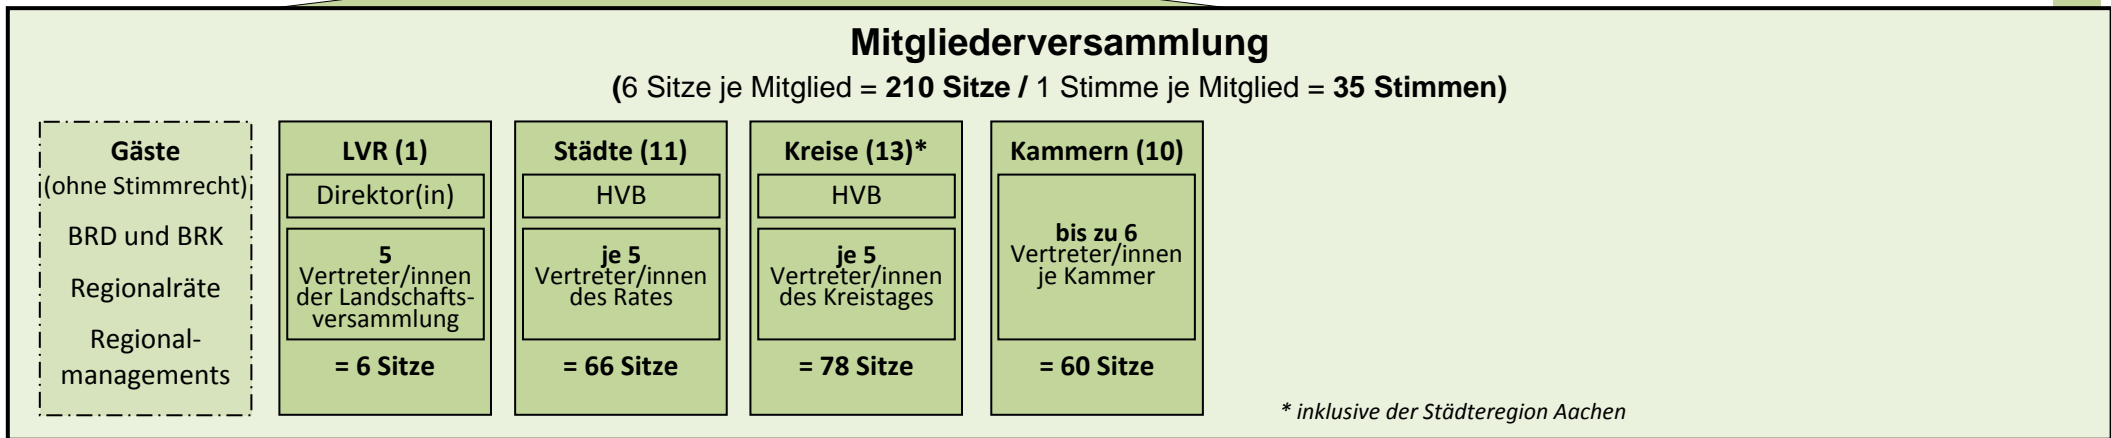 Mitgliederversammlung
(6 Sitze je Mitglied = 210 Sitze / 1 Stimme je Mitglied = 35 Stimmen)
Gäste
(ohne Stimmrecht)
BRD und BRK
Regionalräte
Regional-
managements
LVR (1)
Direktor(in)
5
Vertreter/innen
der Landschafts-
versammlung
= 6 Sitze
Städte (11)
HVB
je 5
Vertreter/innen
des Rates
= 66 Sitze
Kreise (13)*
HVB
je 5
Vertreter/innen
des Kreistages
= 78 Sitze
Kammern (10)
bis zu 6
Vertreter/innen
je Kammer
= 60 Sitze
* inklusive der Städteregion Aachen